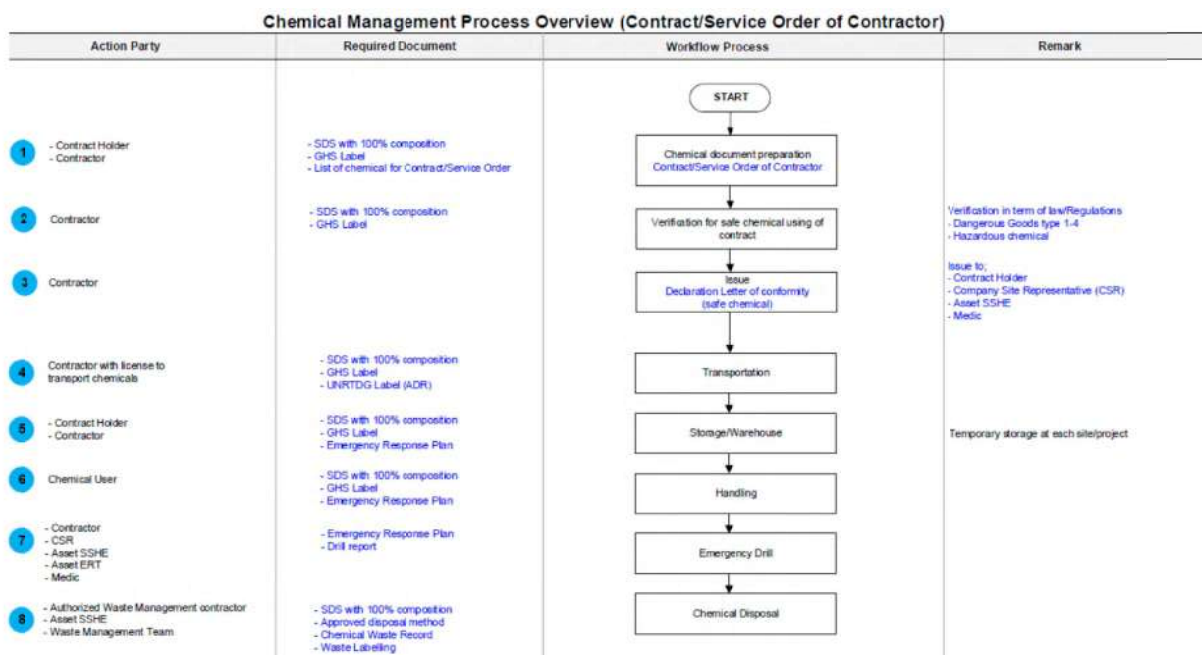 Chemical Management Process Overview (Contract/Service Order of Contractor)
Action Party
Required Document
Workflow Process
Remark
START
1
- Contract Holder
- Contractor
- SDS with 100% composition
- GHS Label
- List of chemical for Contract/Service Order
Chemical document preparation
Contract/Service Order of Contractor
2
Contractor
- SDS with 100% composition
- GHS Label
Verification for safe chemical using of
contract
Verification in term of law/Regulations
- Dangerous Goods type 1-4
- Hazardous chemical
3
Contractor
Issue
Declaration Letter of conformity
(safe chemical)
Issue to;
- Contract Holder
- Company Site Representative (CSR)
- Asset SSHE
- Medic
4
Contractor with license to
transport chemicals
- SDS with 100% composition
- GHS Label
- UNRTDG Label (ADR)
Transportation
5
- Contract Holder
- Contractor
- SDS with 100% composition
- GHS Label
- Emergency Response Plan
Storage/Warehouse
Temporary storage at each site/project
6
Chemical User
- SDS with 100% composition
- GHS Label
- Emergency Response Plan
Handling
7
- Contractor
- CSR
- Asset SSHE
- Asset ERT
- Medic
- Emergency Response Plan
- Drill report
Emergency Drill
8
- Authorized Waste Management contractor
- Asset SSHE
- Waste Management Team
- SDS with 100% composition
- Approved disposal method
- Chemical Waste Record
- Waste Labelling
Chemical Disposal